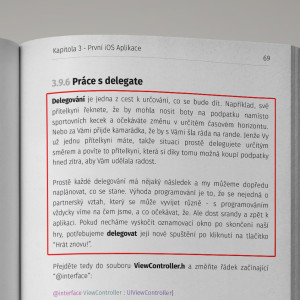 Kapitola 3 - První iOS Aplikace
69
3.9.6 Práce s delegate
Delegování je jedna z cest k určování, co se bude dít. Například, své
přítelkyni řeknete, že by mohla nosit podpatky namísto
sportovních kecek a očekáváte změnu v určitém časovém horizontu.
Nebo za Vámi přijde kamarádka, že by s Vámi šla ráda na rande. Jenže Vy
už jednu přítelkyni máte, takže situaci prostě delegujete určitým
směrem a povíte to přítelkyni, která si díky tomu možná koupí podpatky
hned zítra, aby Vám udělala radost.
Prostě každé delegování má nějaký následek a my můžeme dopředu
naplánovat, co se stane. Výhoda programování je to, že se nejedná o
partnerský vztah, který se může vyvíjet různě - s programováním
vždycky víme na čem jsme, a co očekávat, že. Ale dost srandy a zpět k
aplikaci. Pokud necháme vyskočit oznamovací okno po skončení naší
hry, potřebujeme delegovat její nové spuštění po kliknutí na tlačítko
"Hrát znovu!".
Přejděte tedy do souboru ViewController.h a změňte řádek začínající
"@interface":
@interface ViewController : UIViewController